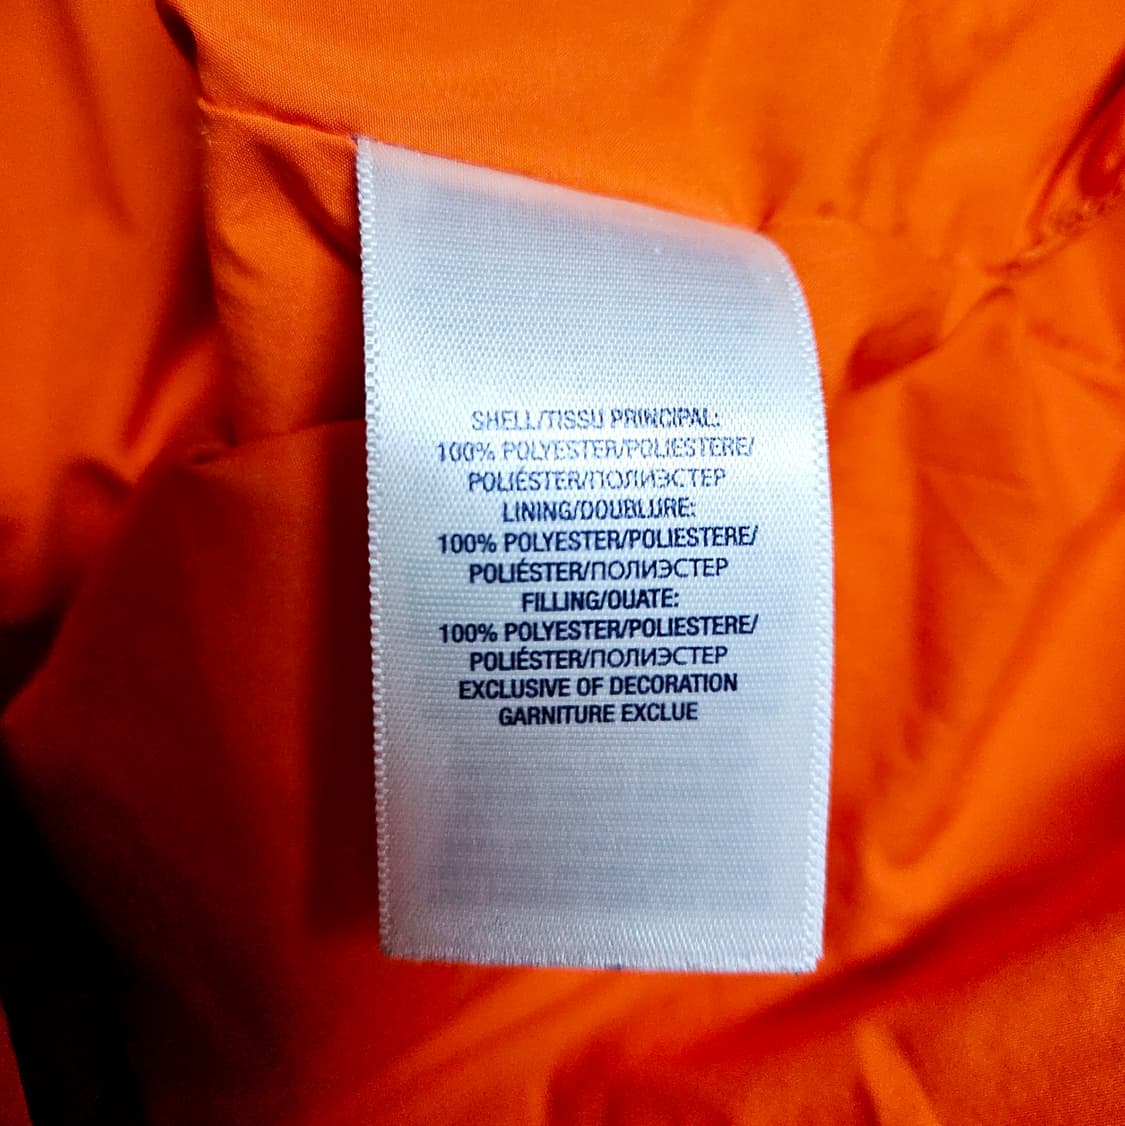 SHELL/TISSU PRINCIPAL:
100% POLYESTER/POLIESTERE/
POLIÉSTER/ПОЛИЭСТЕР
LINING/DOUBLURE:
100% POLYESTER/POLIESTERE/
POLIÉSTER/ПОЛИЭСТЕР
FILLING/OUATE:
100% POLYESTER/POLIESTERE/
POLIÉSTER/ПОЛИЭСТЕР
EXCLUSIVE OF DECORATION
GARNITURE EXCLUE